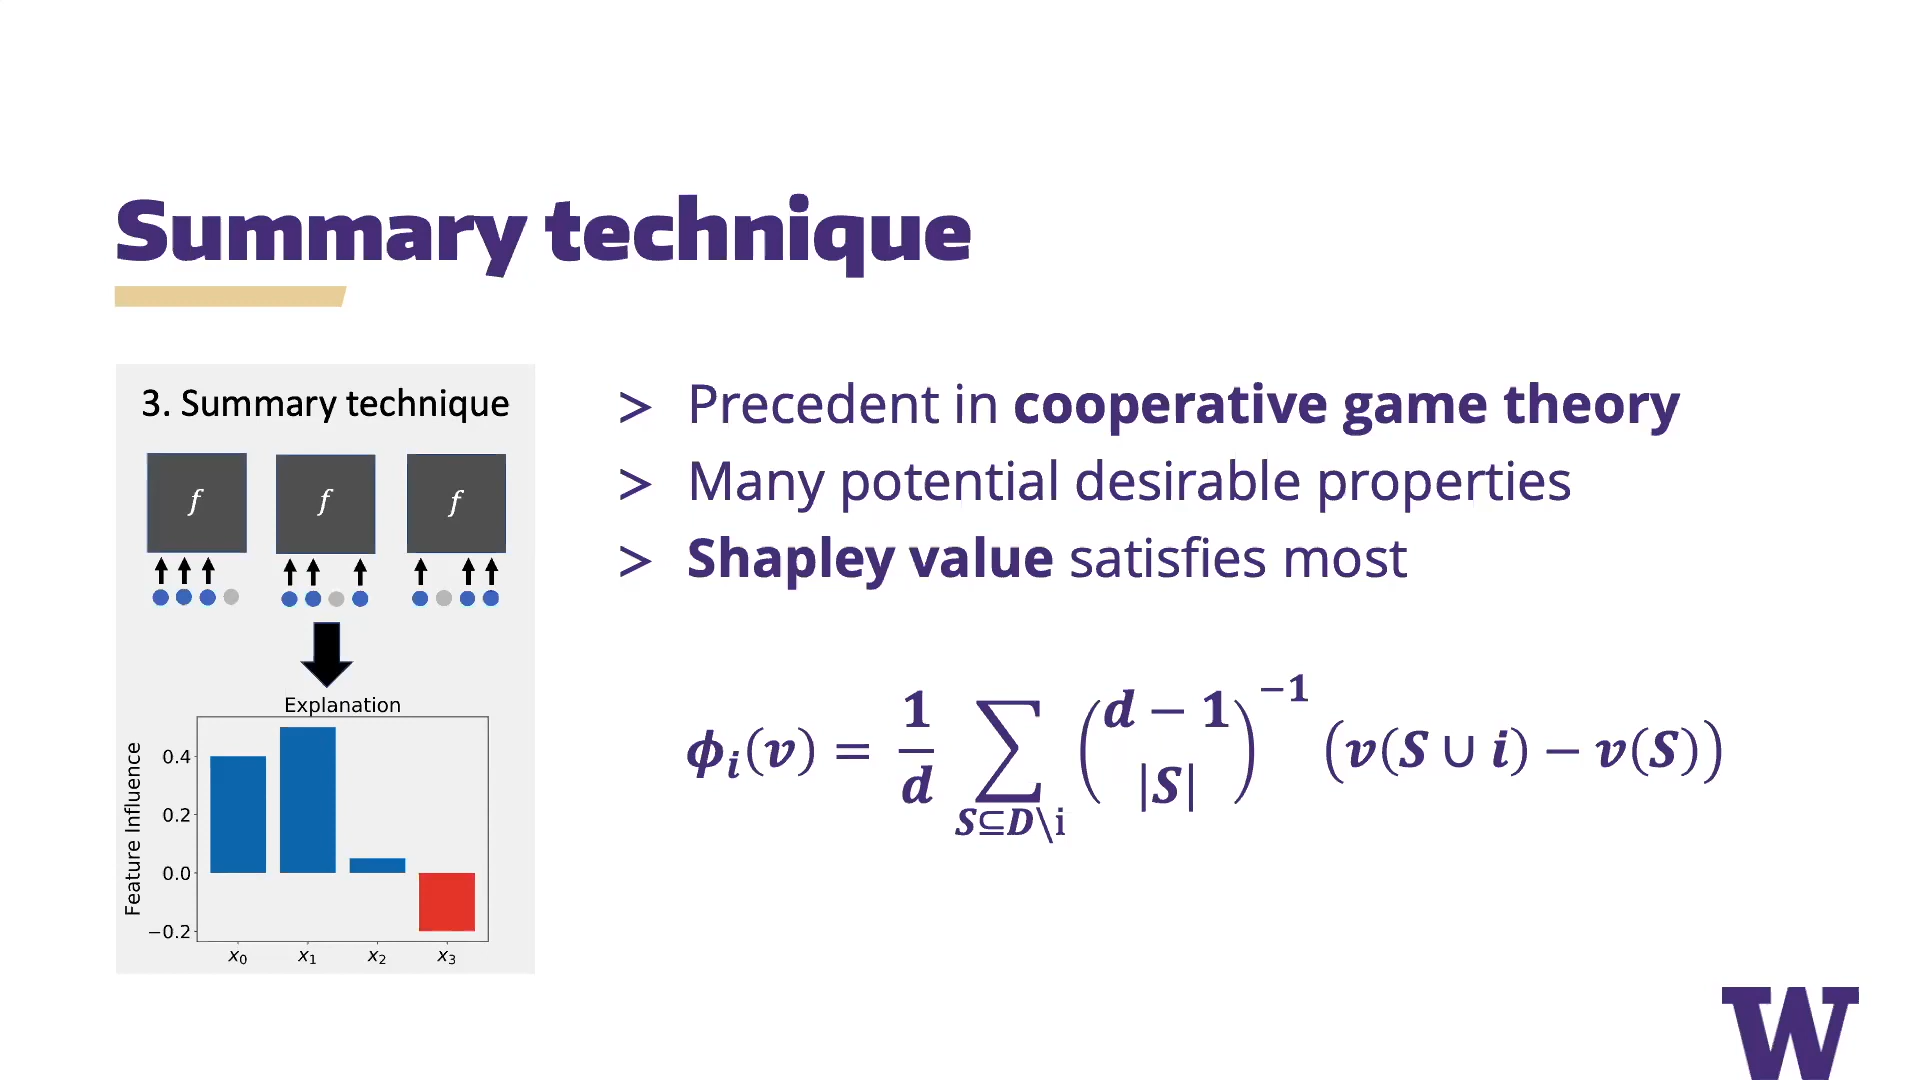 Summary technique
3. Summary technique
f f f
Explanation
Feature Influence
0.4
0.2
0.0
−0.2
x₀ x₁ x₂ x₃
> Precedent in cooperative game theory
> Many potential desirable properties
> Shapley value satisfies most
ϕᵢ(v) = 1/d ∑_{S⊆D\i} (d − 1 |S|)⁻¹ (v(S ∪ i) − v(S))
W